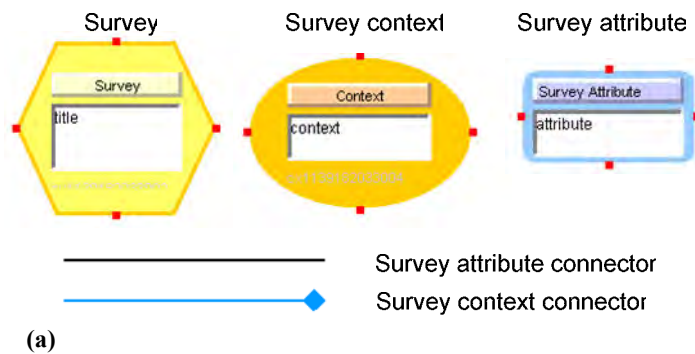 Survey Survey context Survey attribute
Survey Context Survey Attribute
title context attribute
Survey attribute connector
Survey context connector
(a)